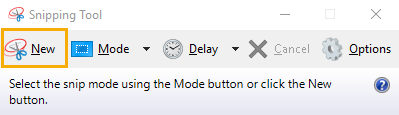 Snipping Tool
New Mode Delay Cancel Options
Select the snip mode using the Mode button or click the New
button.